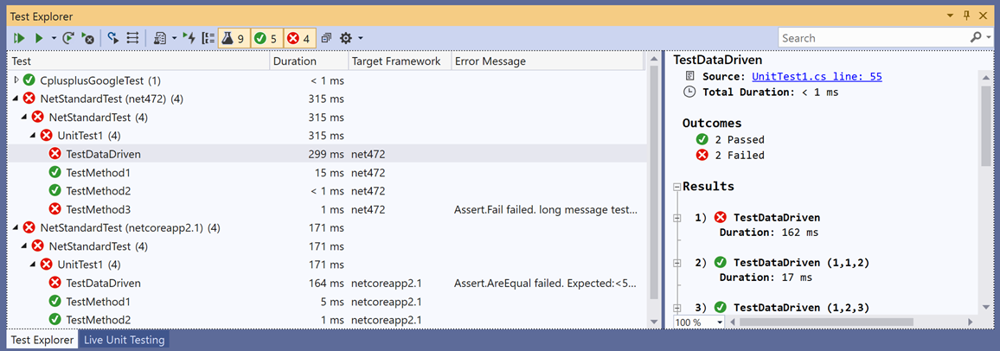 Test Explorer
9 5 4 Search
Test Duration Target Framework Error Message
CplusplusGoogleTest (1) < 1 ms
NetStandardTest (net472) (4) 315 ms
NetStandardTest (4) 315 ms
UnitTest1 (4) 315 ms
TestDataDriven 299 ms net472
TestMethod1 15 ms net472
TestMethod2 < 1 ms net472
TestMethod3 1 ms net472 Assert.Fail failed. long message test...
NetStandardTest (netcoreapp2.1) (4) 171 ms
NetStandardTest (4) 171 ms
UnitTest1 (4) 171 ms
TestDataDriven 164 ms netcoreapp2.1 Assert.AreEqual failed. Expected:<5...
TestMethod1 5 ms netcoreapp2.1
TestMethod2 1 ms netcoreapp2.1
TestDataDriven
Source: UnitTest1.cs line: 55
Total Duration: < 1 ms
Outcomes
2 Passed
2 Failed
Results
1) TestDataDriven
Duration: 162 ms
2) TestDataDriven (1,1,2)
Duration: 17 ms
3) TestDataDriven (1,2,3)
100 %
Test Explorer Live Unit Testing